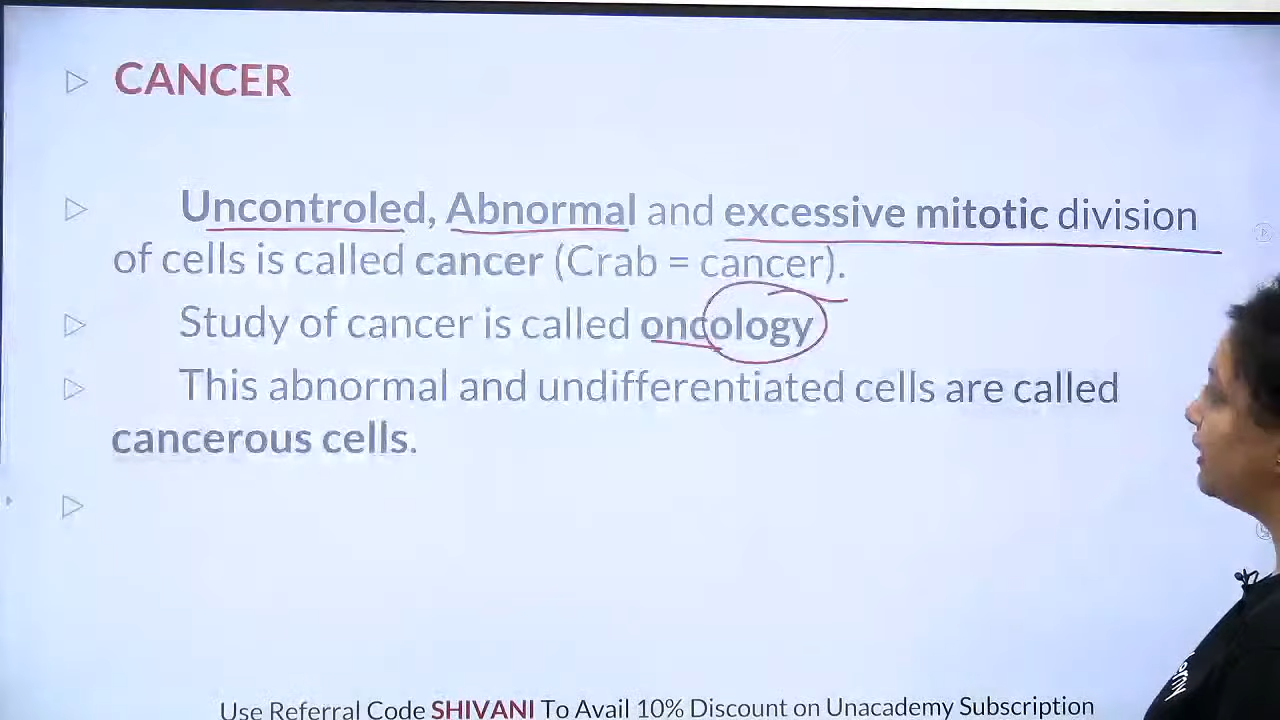 CANCER
Uncontroled, Abnormal and excessive mitotic division
of cells is called cancer (Crab = cancer).
Study of cancer is called oncology
This abnormal and undifferentiated cells are called
cancerous cells.
Use Referral Code SHIVANI To Avail 10% Discount on Unacademy Subscription